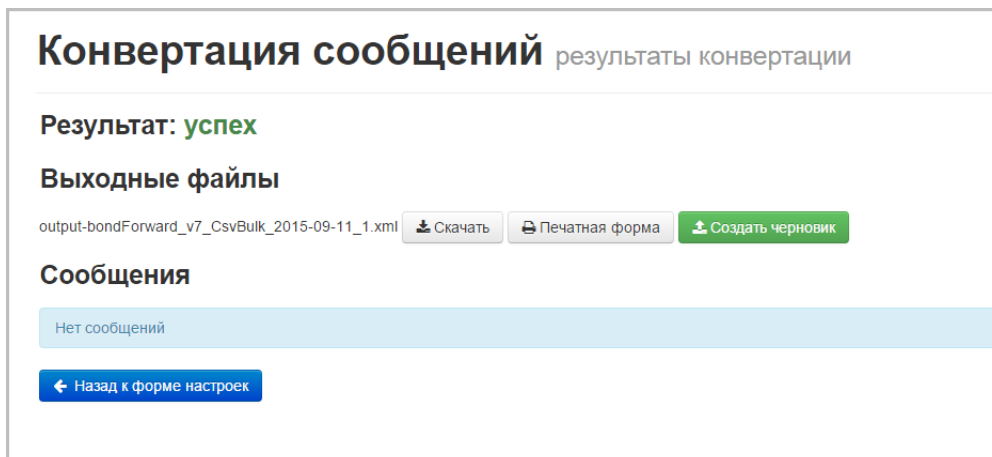 Конвертация сообщений результаты конвертации
Результат: успех
Выходные файлы
output-bondForward_v7_CsvBulk_2015-09-11_1.xml Скачать Печатная форма Создать черновик
Сообщения
Нет сообщений
Назад к форме настроек